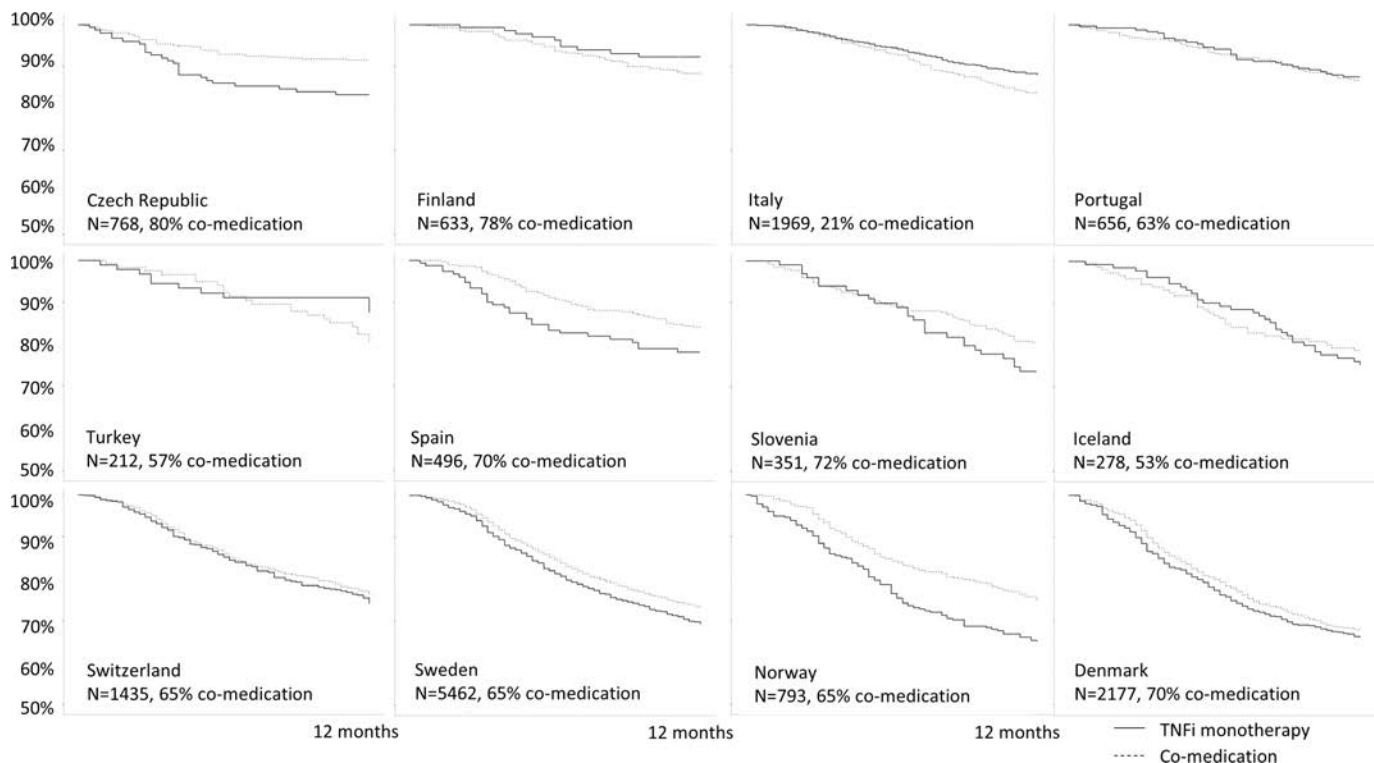 100%
90%
80%
70%
60%
50%
Czech Republic
N=768, 80% co-medication
Finland
N=633, 78% co-medication
Italy
N=1969, 21% co-medication
Portugal
N=656, 63% co-medication
100%
90%
80%
70%
60%
50%
Turkey
N=212, 57% co-medication
Spain
N=496, 70% co-medication
Slovenia
N=351, 72% co-medication
Iceland
N=278, 53% co-medication
100%
90%
80%
70%
60%
50%
Switzerland
N=1435, 65% co-medication
Sweden
N=5462, 65% co-medication
Norway
N=793, 65% co-medication
Denmark
N=2177, 70% co-medication
12 months
12 months
12 months
TNFi monotherapy
Co-medication